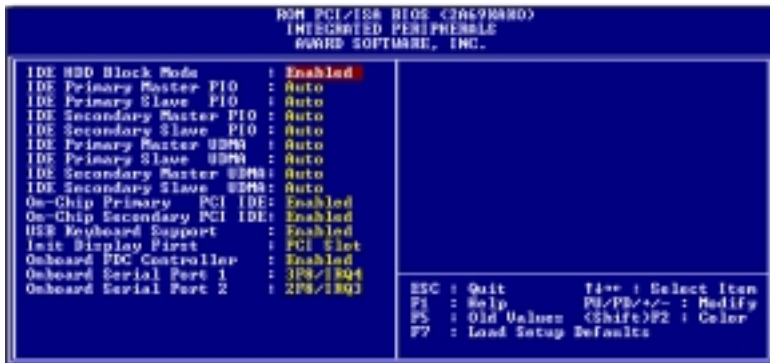 ROM PCI/ISA BIOS (2A69KANO)
INTEGRATED PERIPHERALS
AWARD SOFTWARE, INC.
IDE HDD Block Mode : Enabled
IDE Primary Master PIO : Auto
IDE Primary Slave PIO : Auto
IDE Secondary Master PIO : Auto
IDE Secondary Slave PIO : Auto
IDE Primary Master UDMA : Auto
IDE Primary Slave UDMA : Auto
IDE Secondary Master UDMA: Auto
IDE Secondary Slave UDMA: Auto
On-Chip Primary PCI IDE: Enabled
On-Chip Secondary PCI IDE: Enabled
USB Keyboard Support : Enabled
Init Display First : PCI Slot
Onboard FDC Controller : Enabled
Onboard Serial Port 1 : 3F8/IRQ4
Onboard Serial Port 2 : 2F8/IRQ3
ESC : Quit ↑↓→← : Select Item
F1 : Help PU/PD/+/- : Modify
F5 : Old Values (Shift)F2 : Color
F7 : Load Setup Defaults